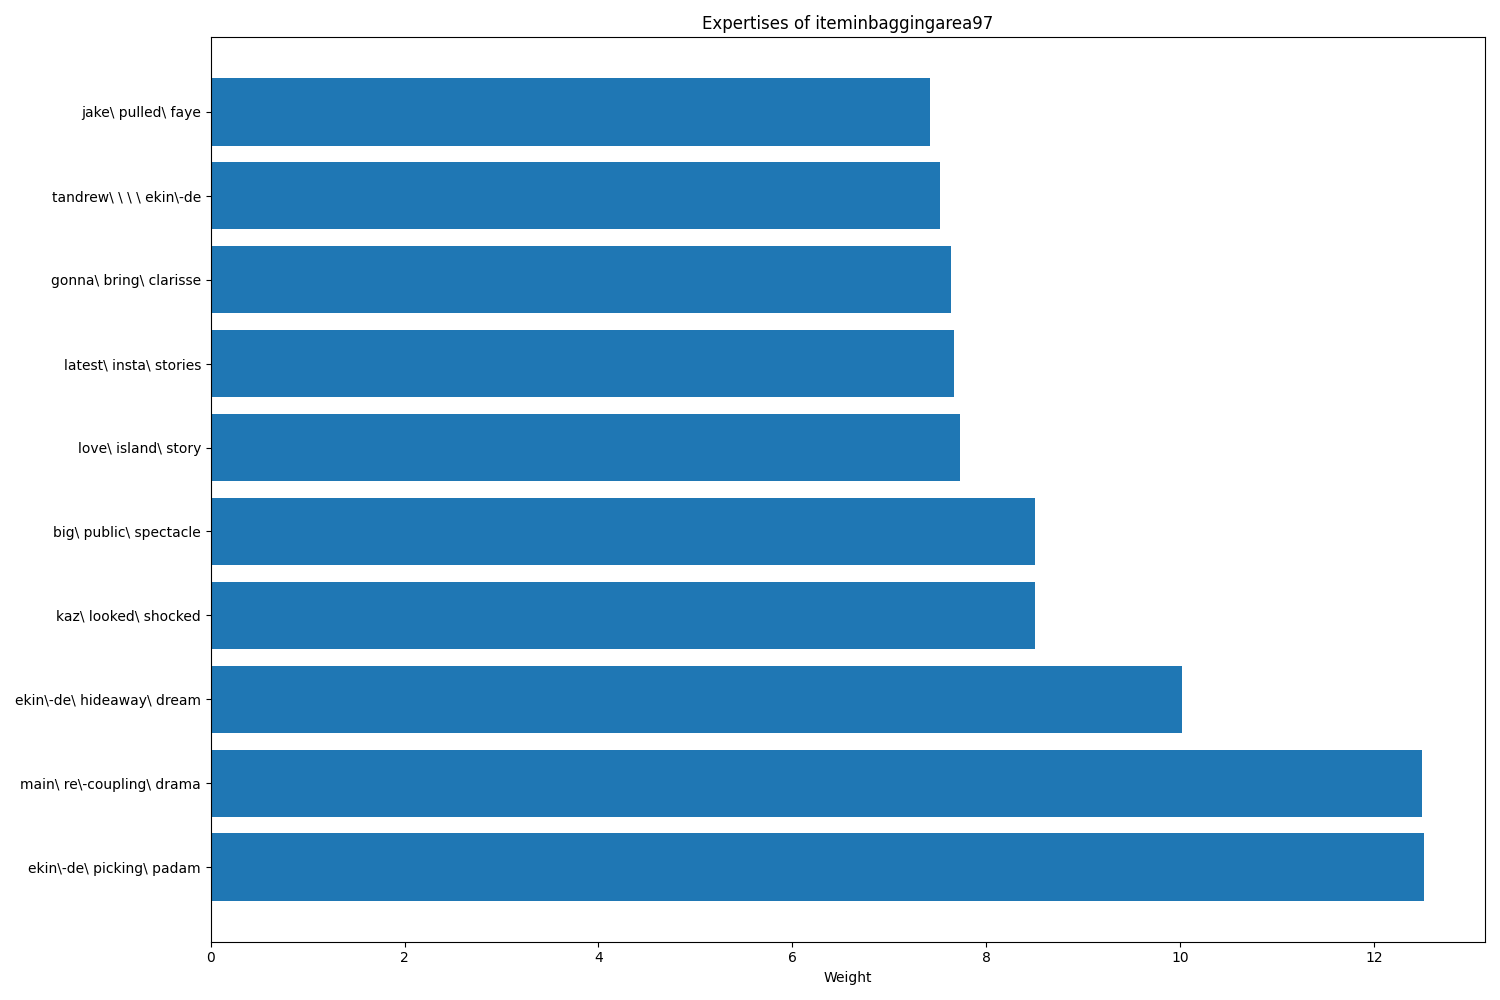 Expertises of iteminbaggingarea97
jake\ pulled\ faye
tandrew\ \ \ \ ekin\-de
gonna\ bring\ clarisse
latest\ insta\ stories
love\ island\ story
big\ public\ spectacle
kaz\ looked\ shocked
ekin\-de\ hideaway\ dream
main\ re\-coupling\ drama
ekin\-de\ picking\ padam
0 2 4 6 8 10 12
Weight